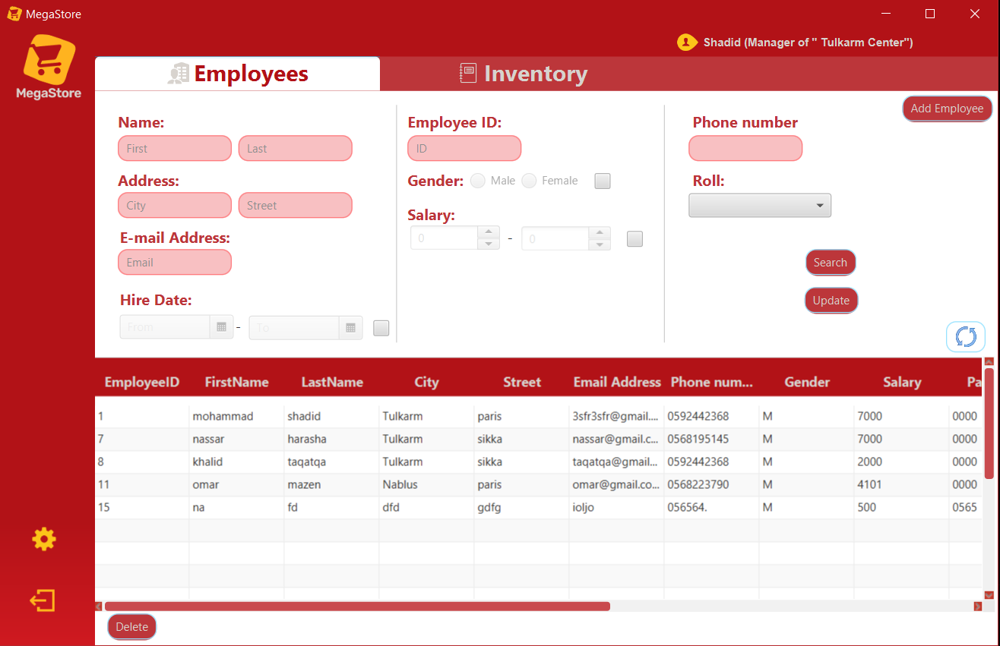 MegaStore
Shadid (Manager of " Tulkarm Center")
MegaStore
Employees
Inventory
Add Employee
Name:
First Last
Address:
City Street
E-mail Address:
Email
Hire Date:
From - To
Employee ID:
ID
Gender: Male Female
Salary:
0 - 0
Phone number
Roll:
Search
Update
EmployeeID FirstName LastName City Street Email Address Phone num... Gender Salary Pa
1 mohammad shadid Tulkarm paris 3sfr3sfr@gmail.... 0592442368 M 7000 0000
7 nassar harasha Tulkarm sikka nassar@gmail.c... 0568195145 M 7000 0000
8 khalid taqatqa Tulkarm sikka taqatqa@gmail... 0592442368 M 2000 0000
11 omar mazen Nablus paris omar@gmail.co... 0568223790 M 4101 0000
15 na fd dfd gdfg ioljo 056564. M 500 0565
Delete